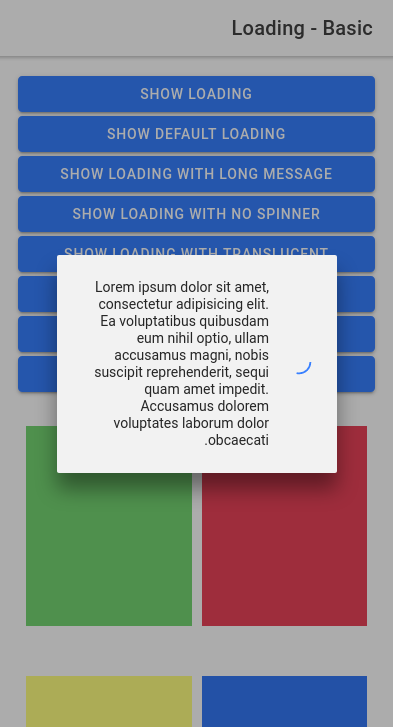 Loading - Basic
SHOW LOADING
SHOW DEFAULT LOADING
SHOW LOADING WITH LONG MESSAGE
SHOW LOADING WITH NO SPINNER
SHOW LOADING WITH TRANSLUCENT
Lorem ipsum dolor sit amet,
consectetur adipisicing elit.
Ea voluptatibus quibusdam
eum nihil optio, ullam
accusamus magni, nobis
suscipit reprehenderit, sequi
quam amet impedit.
Accusamus dolorem
voluptates laborum dolor
.obcaecati